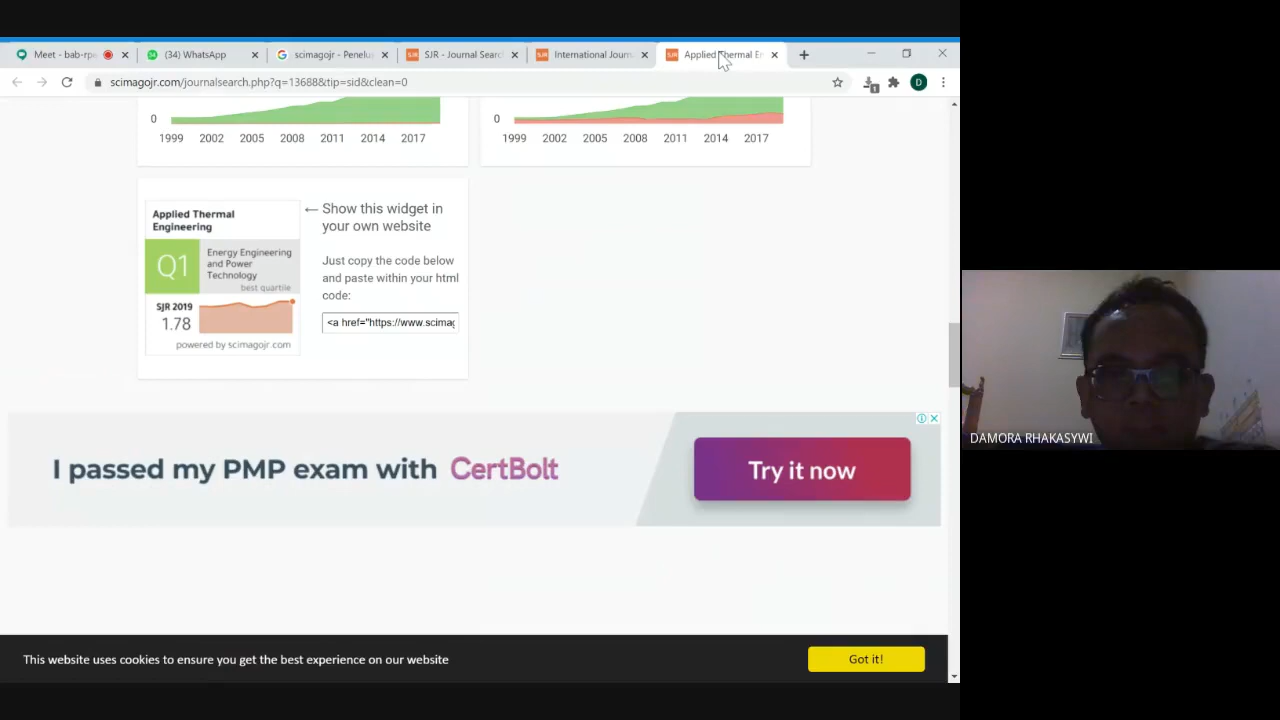 Meet - bab-rpe
(34) WhatsApp
scimagojr - Penelus
SJR - Journal Searc
International Journ
Applied Thermal En
scimagojr.com/journalsearch.php?q=13688&tip=sid&clean=0
D
0
1999 2002 2005 2008 2011 2014 2017
0
1999 2002 2005 2008 2011 2014 2017
Applied Thermal
Engineering
Q1
Energy Engineering
and Power
Technology
best quartile
SJR 2019
1.78
powered by scimagojr.com
← Show this widget in
your own website
Just copy the code below
and paste within your html
code:
<a href="https://www.scimag
I passed my PMP exam with CertBolt
Try it now
This website uses cookies to ensure you get the best experience on our website
Got it!
DAMORA RHAKASYWI